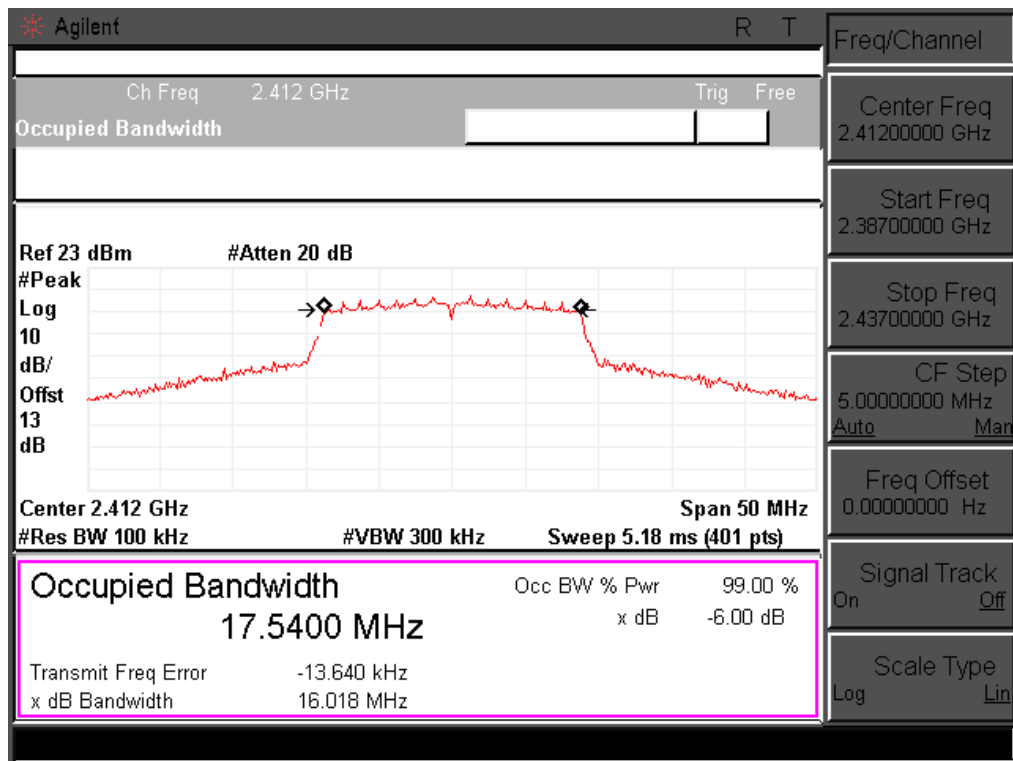 Agilent R T
Ch Freq 2.412 GHz Trig Free
Occupied Bandwidth
Ref 23 dBm #Atten 20 dB
#Peak
Log
10
dB/
Offst
13
dB
Center 2.412 GHz Span 50 MHz
#Res BW 100 kHz #VBW 300 kHz Sweep 5.18 ms (401 pts)
Occupied Bandwidth Occ BW % Pwr 99.00 %
17.5400 MHz x dB -6.00 dB
Transmit Freq Error -13.640 kHz
x dB Bandwidth 16.018 MHz
Freq/Channel
Center Freq
2.41200000 GHz
Start Freq
2.38700000 GHz
Stop Freq
2.43700000 GHz
CF Step
5.00000000 MHz
Auto Man
Freq Offset
0.00000000 Hz
Signal Track
On Off
Scale Type
Log Lin